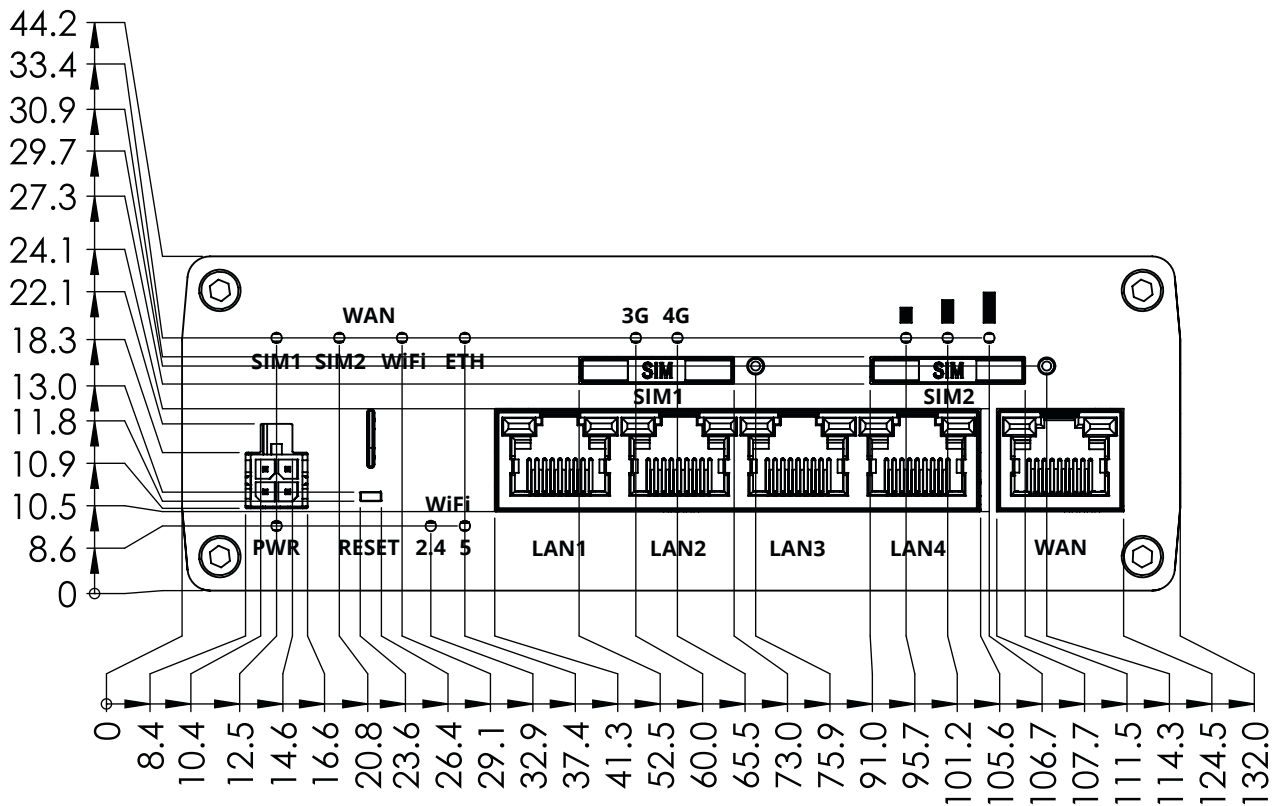 44.2
33.4
30.9
29.7
27.3
24.1
22.1
18.3
13.0
11.8
10.9
10.5
8.6
0
WAN
3G 4G
SIM1 SIM2 WiFi ETH
SIM SIM
SIM1 SIM2
WiFi
PWR RESET 2.4 5 LAN1 LAN2 LAN3 LAN4 WAN
0 8.4 10.4 12.5 14.6 16.6 20.8 23.6 26.4 29.1 32.9 37.4 41.3 52.5 60.0 65.5 73.0 75.9 91.0 95.7 101.2 105.6 106.7 107.7 111.5 114.3 124.5 132.0